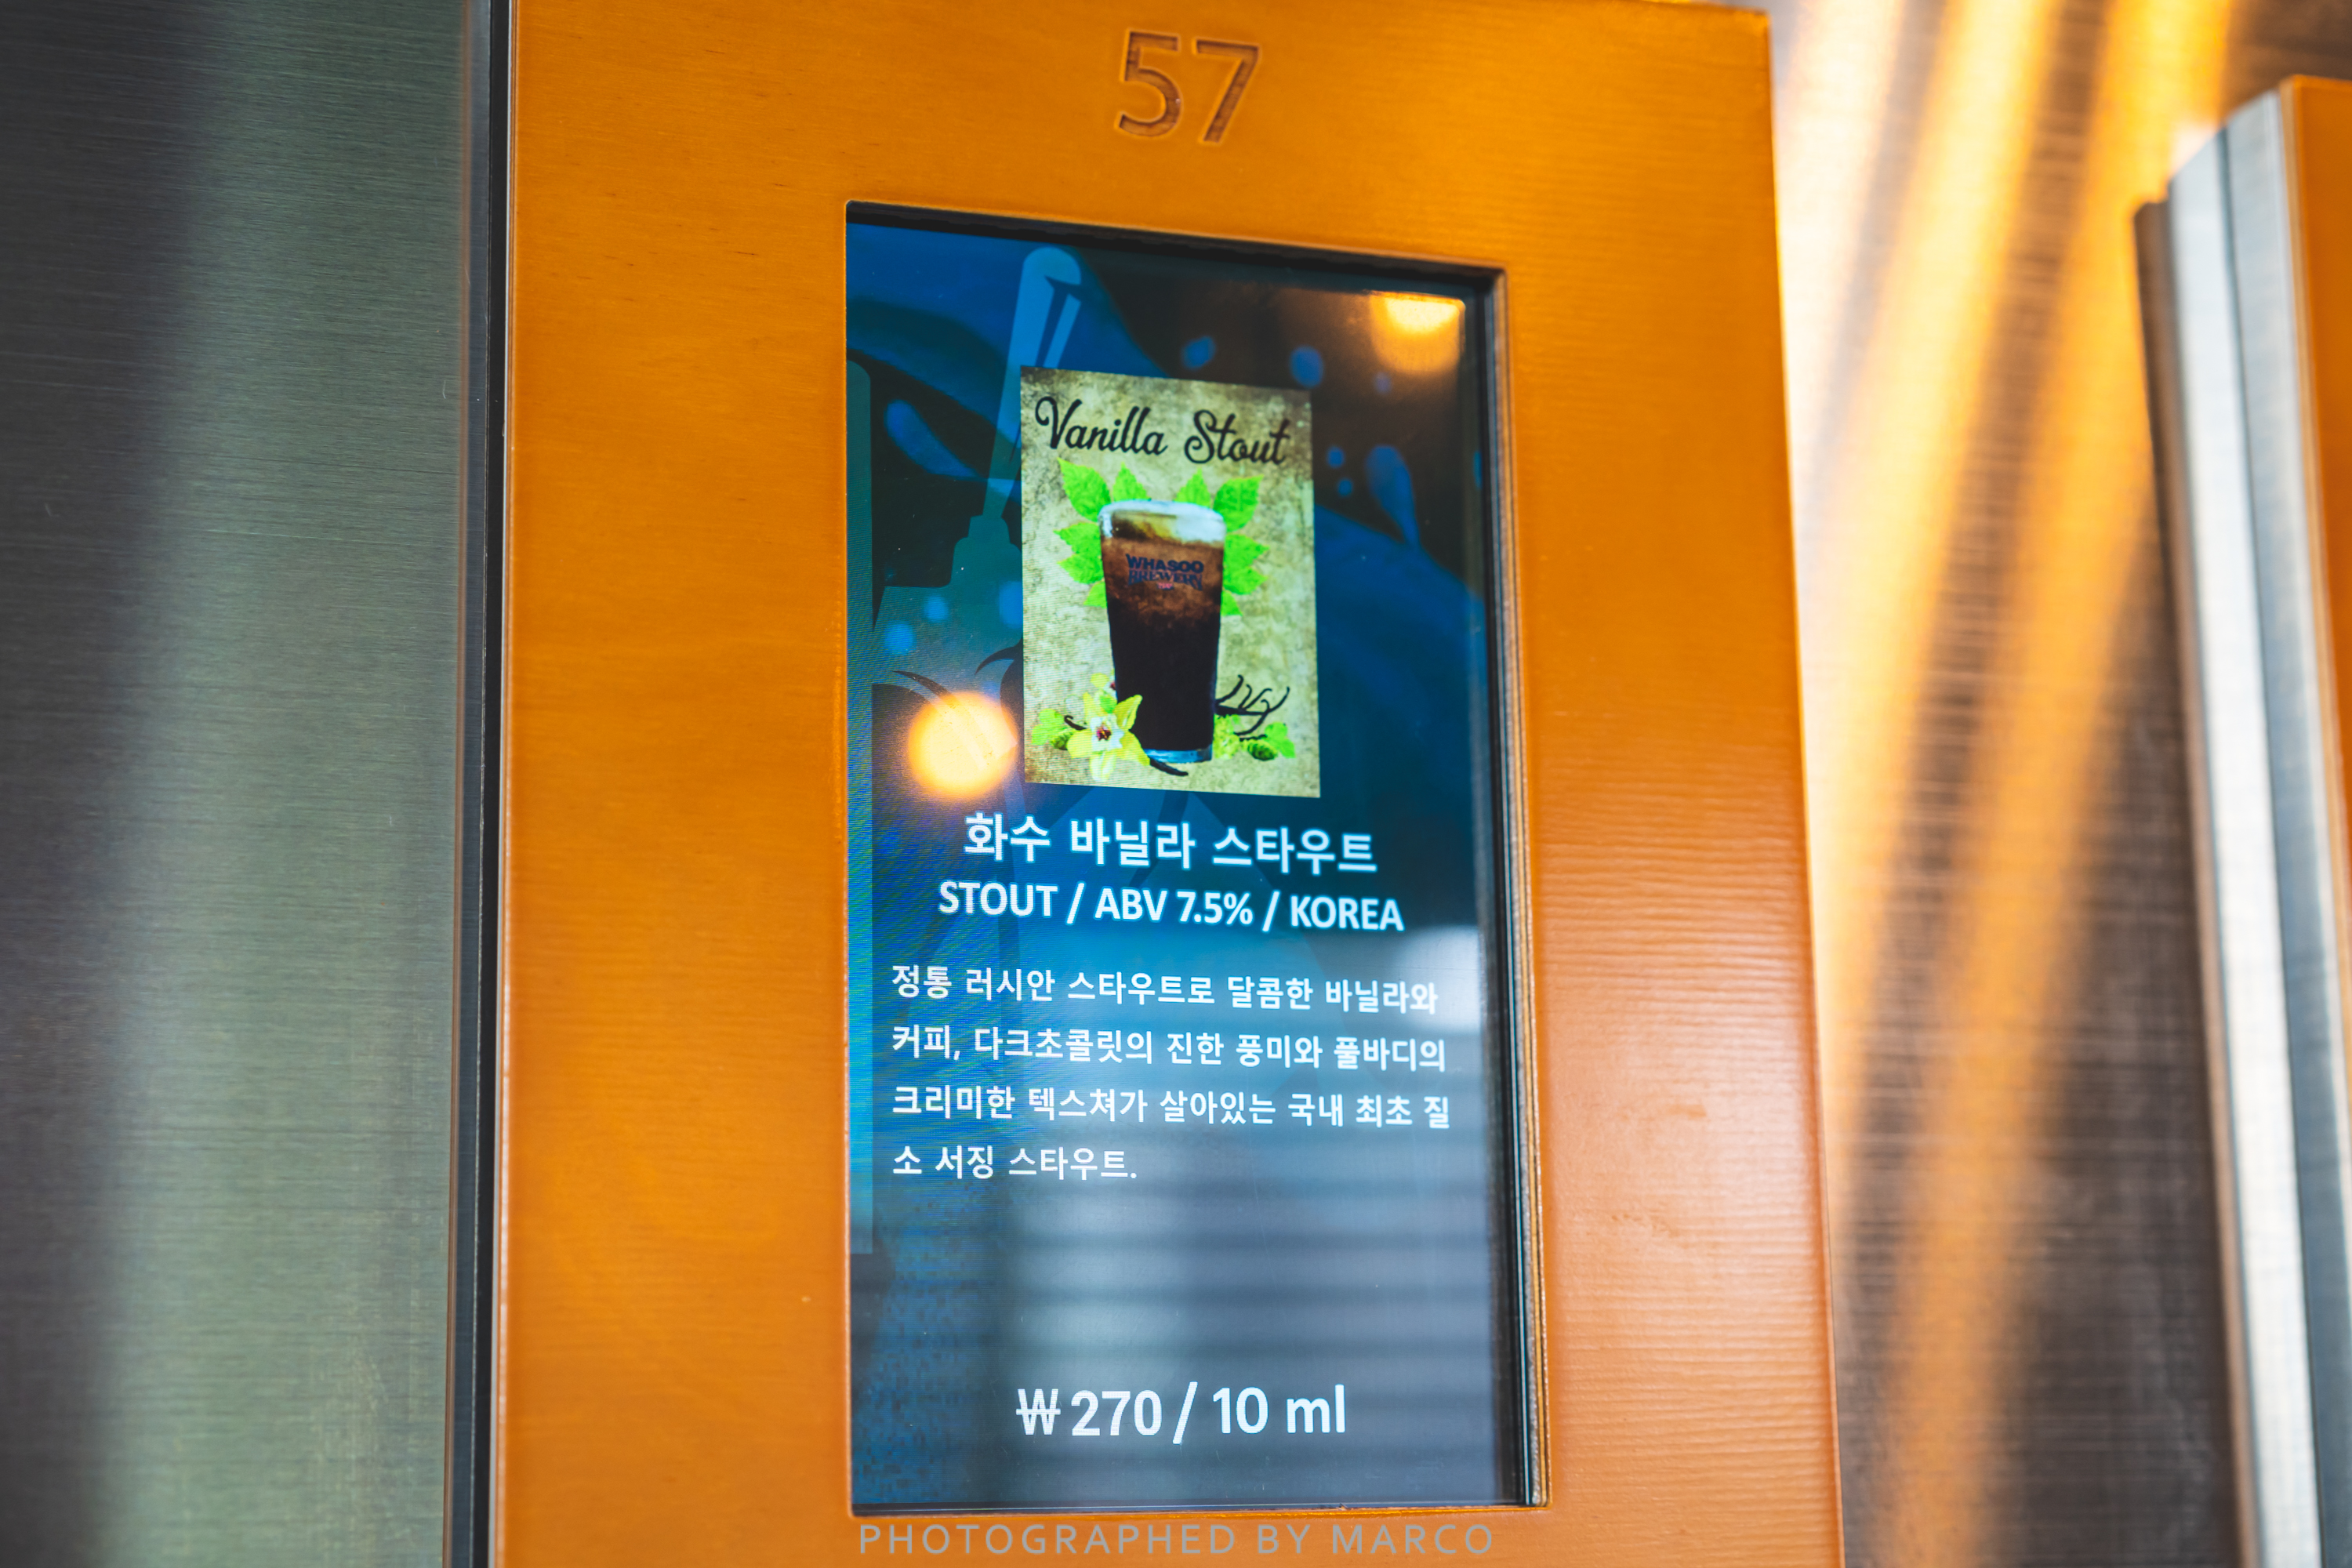 57
Vanilla Stout
WHASOO
BREWERY
화수 바닐라 스타우트
STOUT / ABV 7.5% / KOREA
정통 러시안 스타우트로 달콤한 바닐라와
커피, 다크초콜릿의 진한 풍미와 풀바디의
크리미한 텍스쳐가 살아있는 국내 최초 질
소 서징 스타우트.
₩270 / 10 ml
PHOTOGRAPHED BY MARCO